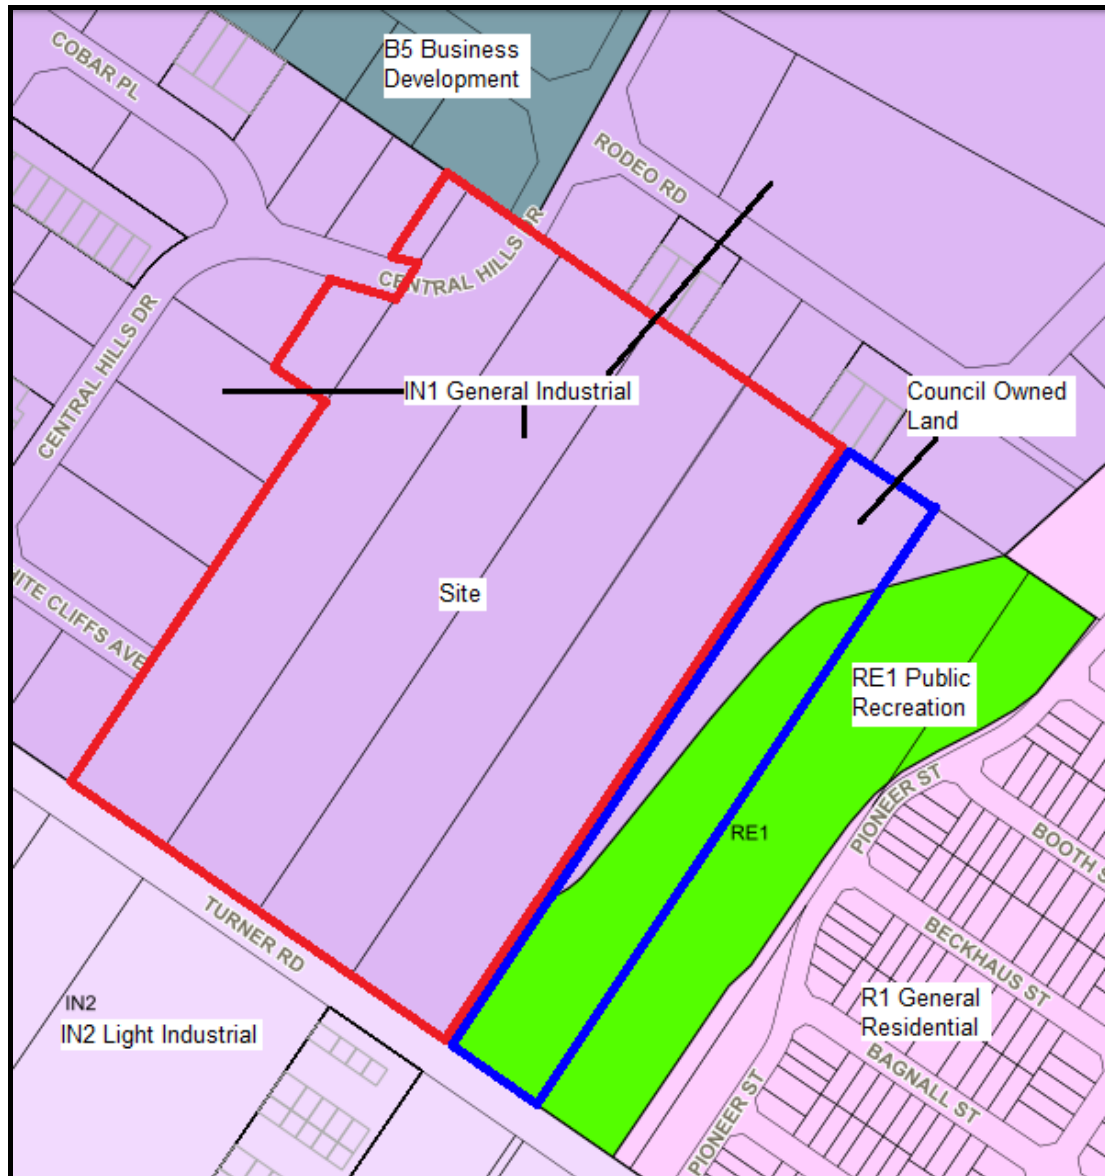 B5 Business
Development
COBAR PL
RODEO RD
CENTRAL HILLS DR
CENTRAL HILLS DR
IN1 General Industrial
Council Owned
Land
Site
HITE CLIFFS AVE
RE1 Public
Recreation
RE1
PIONEER ST
BOOTH S
BECKHAUS ST
TURNER RD
R1 General
Residential
IN2
IN2 Light Industrial
BAGNALL ST
PIONEER ST